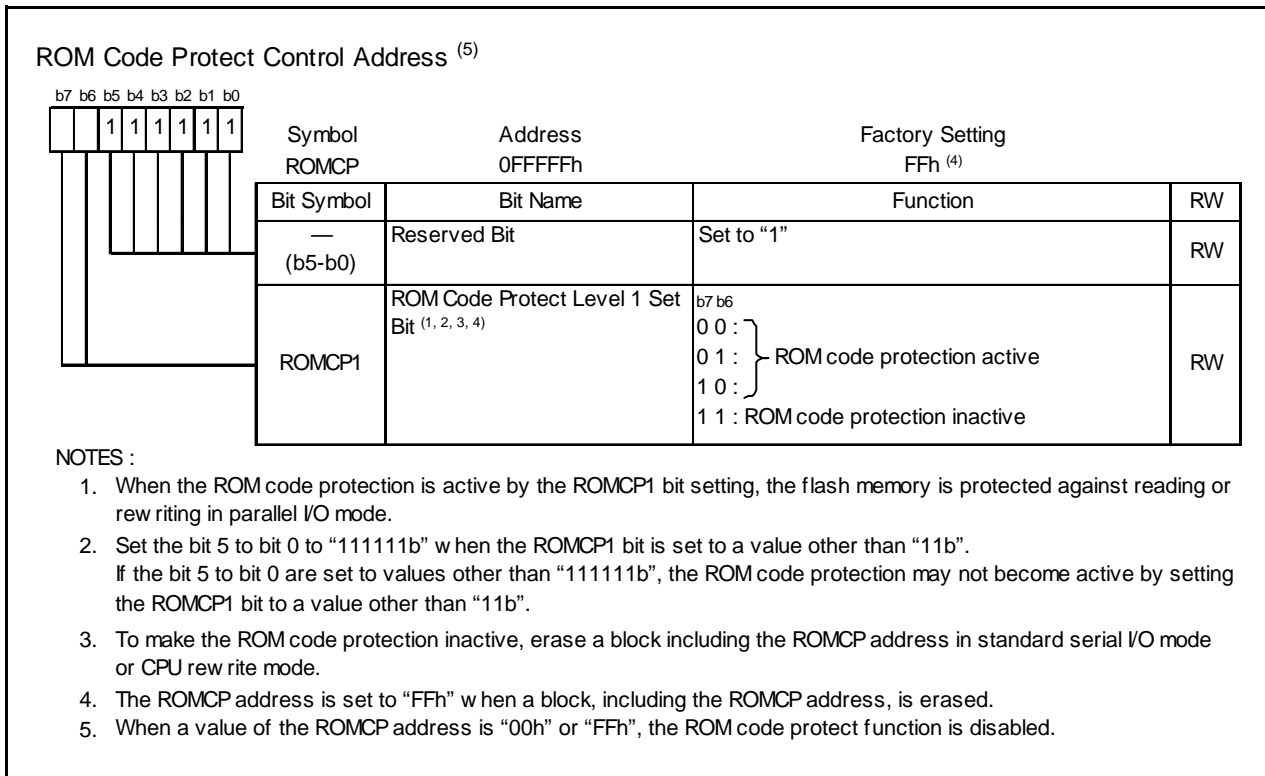 ROM Code Protect Control Address (5)
b7 b6 b5 b4 b3 b2 b1 b0
1 1 1 1 1 1
Symbol Address Factory Setting
ROMCP 0FFFFFh FFh (4)
Bit Symbol Bit Name Function RW
— Reserved Bit Set to “1” RW
(b5-b0)
ROM Code Protect Level 1 Set b7 b6
Bit (1, 2, 3, 4) 0 0 :
ROMCP1 0 1 : ROM code protection active RW
1 0 :
1 1 : ROM code protection inactive
NOTES :
1. When the ROM code protection is active by the ROMCP1 bit setting, the flash memory is protected against reading or
rewriting in parallel I/O mode.
2. Set the bit 5 to bit 0 to “111111b” when the ROMCP1 bit is set to a value other than “11b”.
If the bit 5 to bit 0 are set to values other than “111111b”, the ROM code protection may not become active by setting
the ROMCP1 bit to a value other than “11b”.
3. To make the ROM code protection inactive, erase a block including the ROMCP address in standard serial I/O mode
or CPU rewrite mode.
4. The ROMCP address is set to “FFh” when a block, including the ROMCP address, is erased.
5. When a value of the ROMCP address is “00h” or “FFh”, the ROM code protect function is disabled.